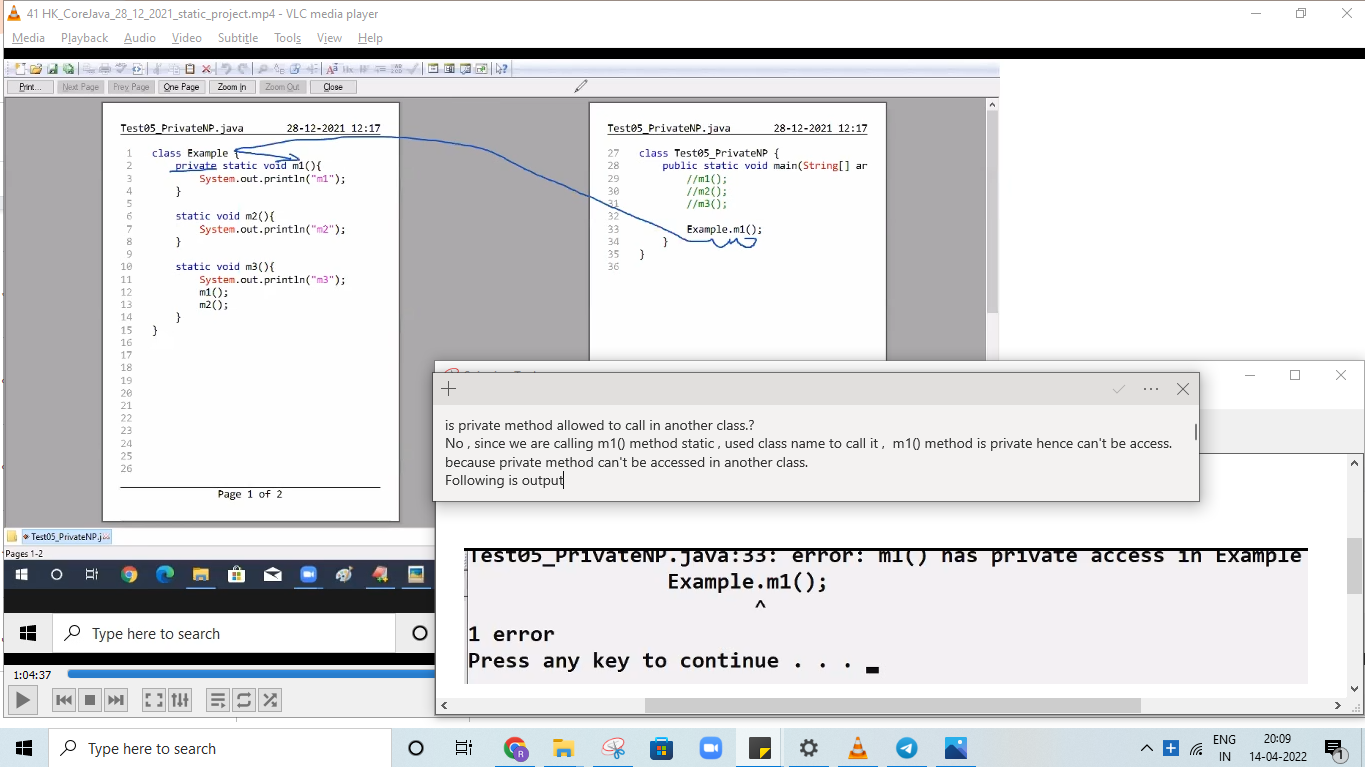 41 HK_CoreJava_28_12_2021_static_project.mp4 - VLC media player
Media Playback Audio Video Subtitle Tools View Help
Print... Next Page Prev Page One Page Zoom In Zoom Out Close
Test05_PrivateNP.java 28-12-2021 12:17
1 class Example {
2 private static void m1(){
3 System.out.println("m1");
4 }
5
6 static void m2(){
7 System.out.println("m2");
8 }
9
10 static void m3(){
11 System.out.println("m3");
12 m1();
13 m2();
14 }
15 }
16
17
18
19
20
21
22
23
24
25
26
Page 1 of 2
Test05_PrivateNP.java 28-12-2021 12:17
27 class Test05_PrivateNP {
28 public static void main(String[] ar
29 //m1();
30 //m2();
31 //m3();
32
33 Example.m1();
34 }
35 }
36
is private method allowed to call in another class.?
No , since we are calling m1() method static , used class name to call it , m1() method is private hence can't be access.
because private method can't be accessed in another class.
Following is output
Test05_PrivateNP.java:33: error: m1() has private access in Example
Example.m1();
^
1 error
Press any key to continue . . .
Test05_PrivateNP.j
Pages 1-2
Type here to search
1:04:37
Type here to search
ENG
IN
20:09
14-04-2022
1